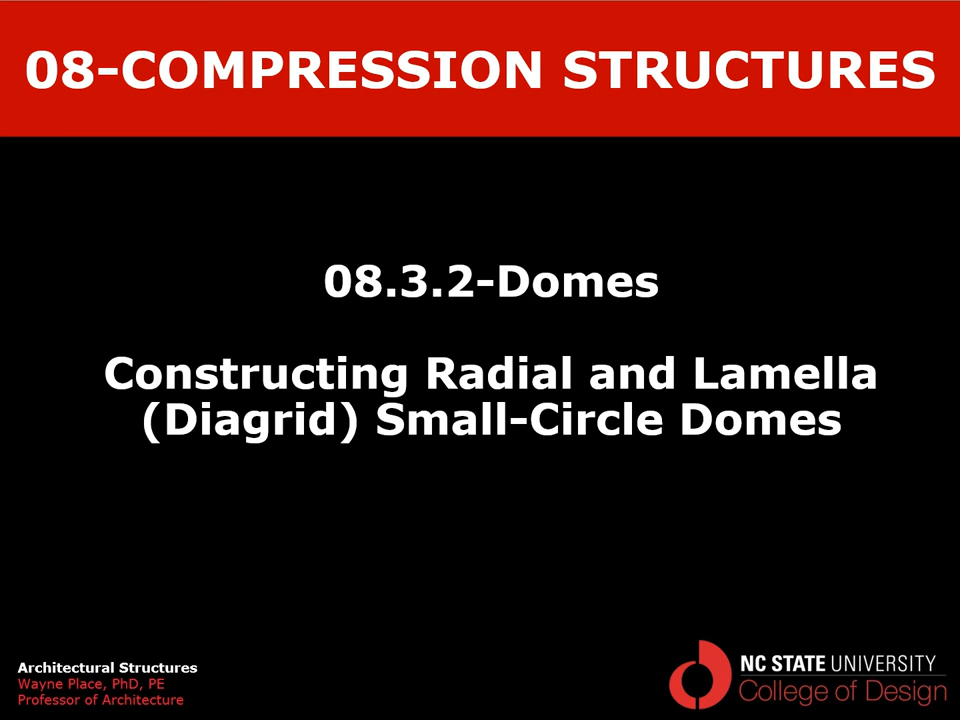 08-COMPRESSION STRUCTURES
08.3.2-Domes
Constructing Radial and Lamella
(Diagrid) Small-Circle Domes
Architectural Structures
Wayne Place, PhD, PE
Professor of Architecture
NC STATE UNIVERSITY
College of Design